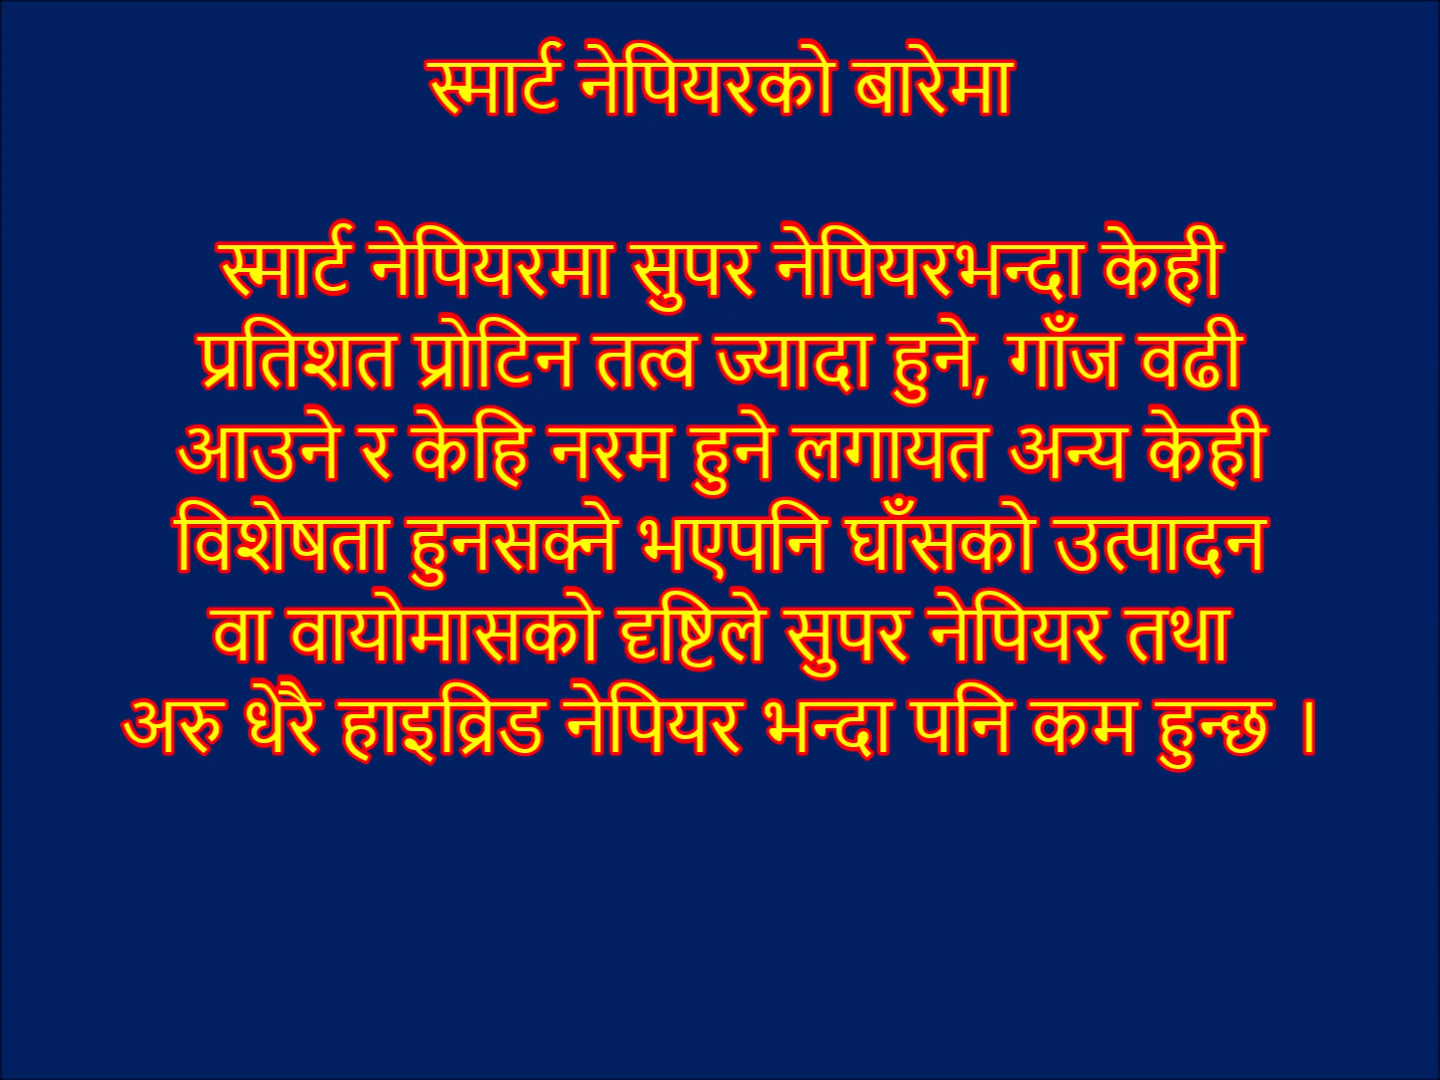 स्मार्ट नेपियरको बारेमा
स्मार्ट नेपियरमा सुपर नेपियरभन्दा केही
प्रतिशत प्रोटिन तत्व ज्यादा हुने, गाँज वढी
आउने र केहि नरम हुने लगायत अन्य केही
विशेषता हुनसक्ने भएपनि घाँसको उत्पादन
वा वायोमासको दृष्टिले सुपर नेपियर तथा
अरु धेरै हाइव्रिड नेपियर भन्दा पनि कम हुन्छ ।